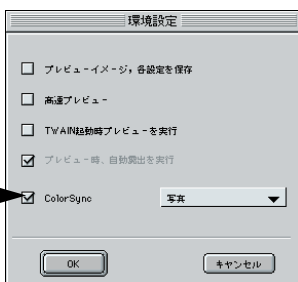 環境設定
プレビューイメージ，各設定を保存
高速プレビュー
TWAIN起動時プレビューを実行
プレビュー時、自動露出を実行
ColorSync 写真
OK キャンセル